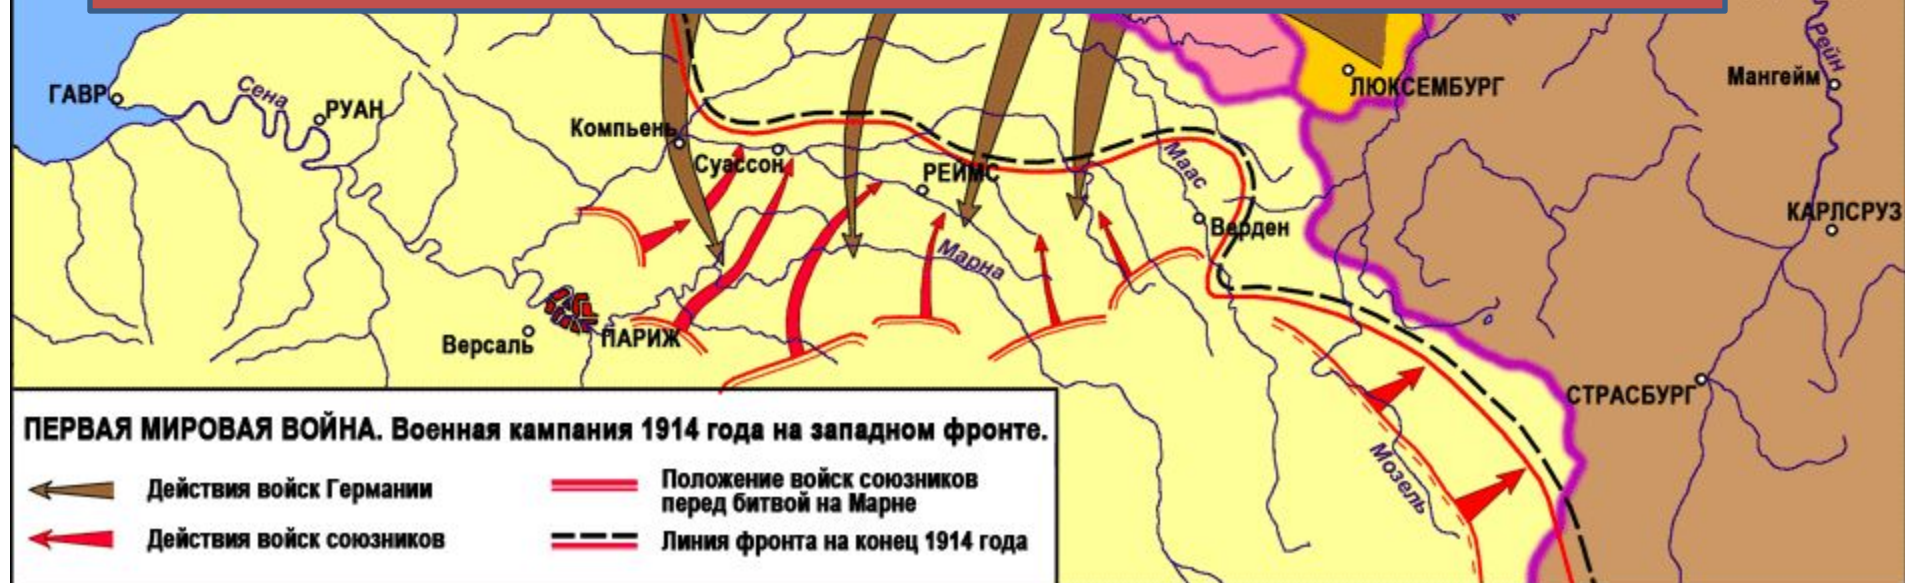 Рейн
Мангейм
ЛЮКСЕМБУРГ
ГАВР
Сена
РУАН
Компьень
Суассон
РЕЙМС
Маас
Верден
КАРЛСРУЗ
Марна
Версаль
ПАРИЖ
СТРАСБУРГ
Мозель
ПЕРВАЯ МИРОВАЯ ВОЙНА. Военная кампания 1914 года на западном фронте.
Действия войск Германии
Действия войск союзников
Положение войск союзников
перед битвой на Марне
Линия фронта на конец 1914 года